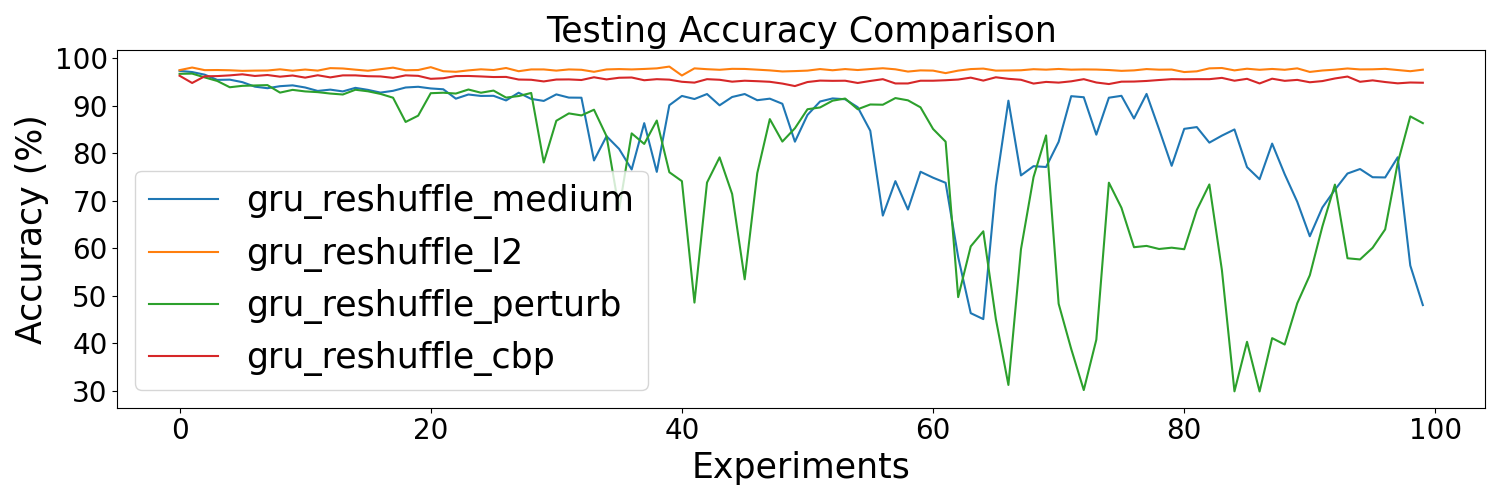 Testing Accuracy Comparison
Accuracy (%)
100
90
80
70
60
50
40
30
gru_reshuffle_medium
gru_reshuffle_l2
gru_reshuffle_perturb
gru_reshuffle_cbp
0 20 40 60 80 100
Experiments